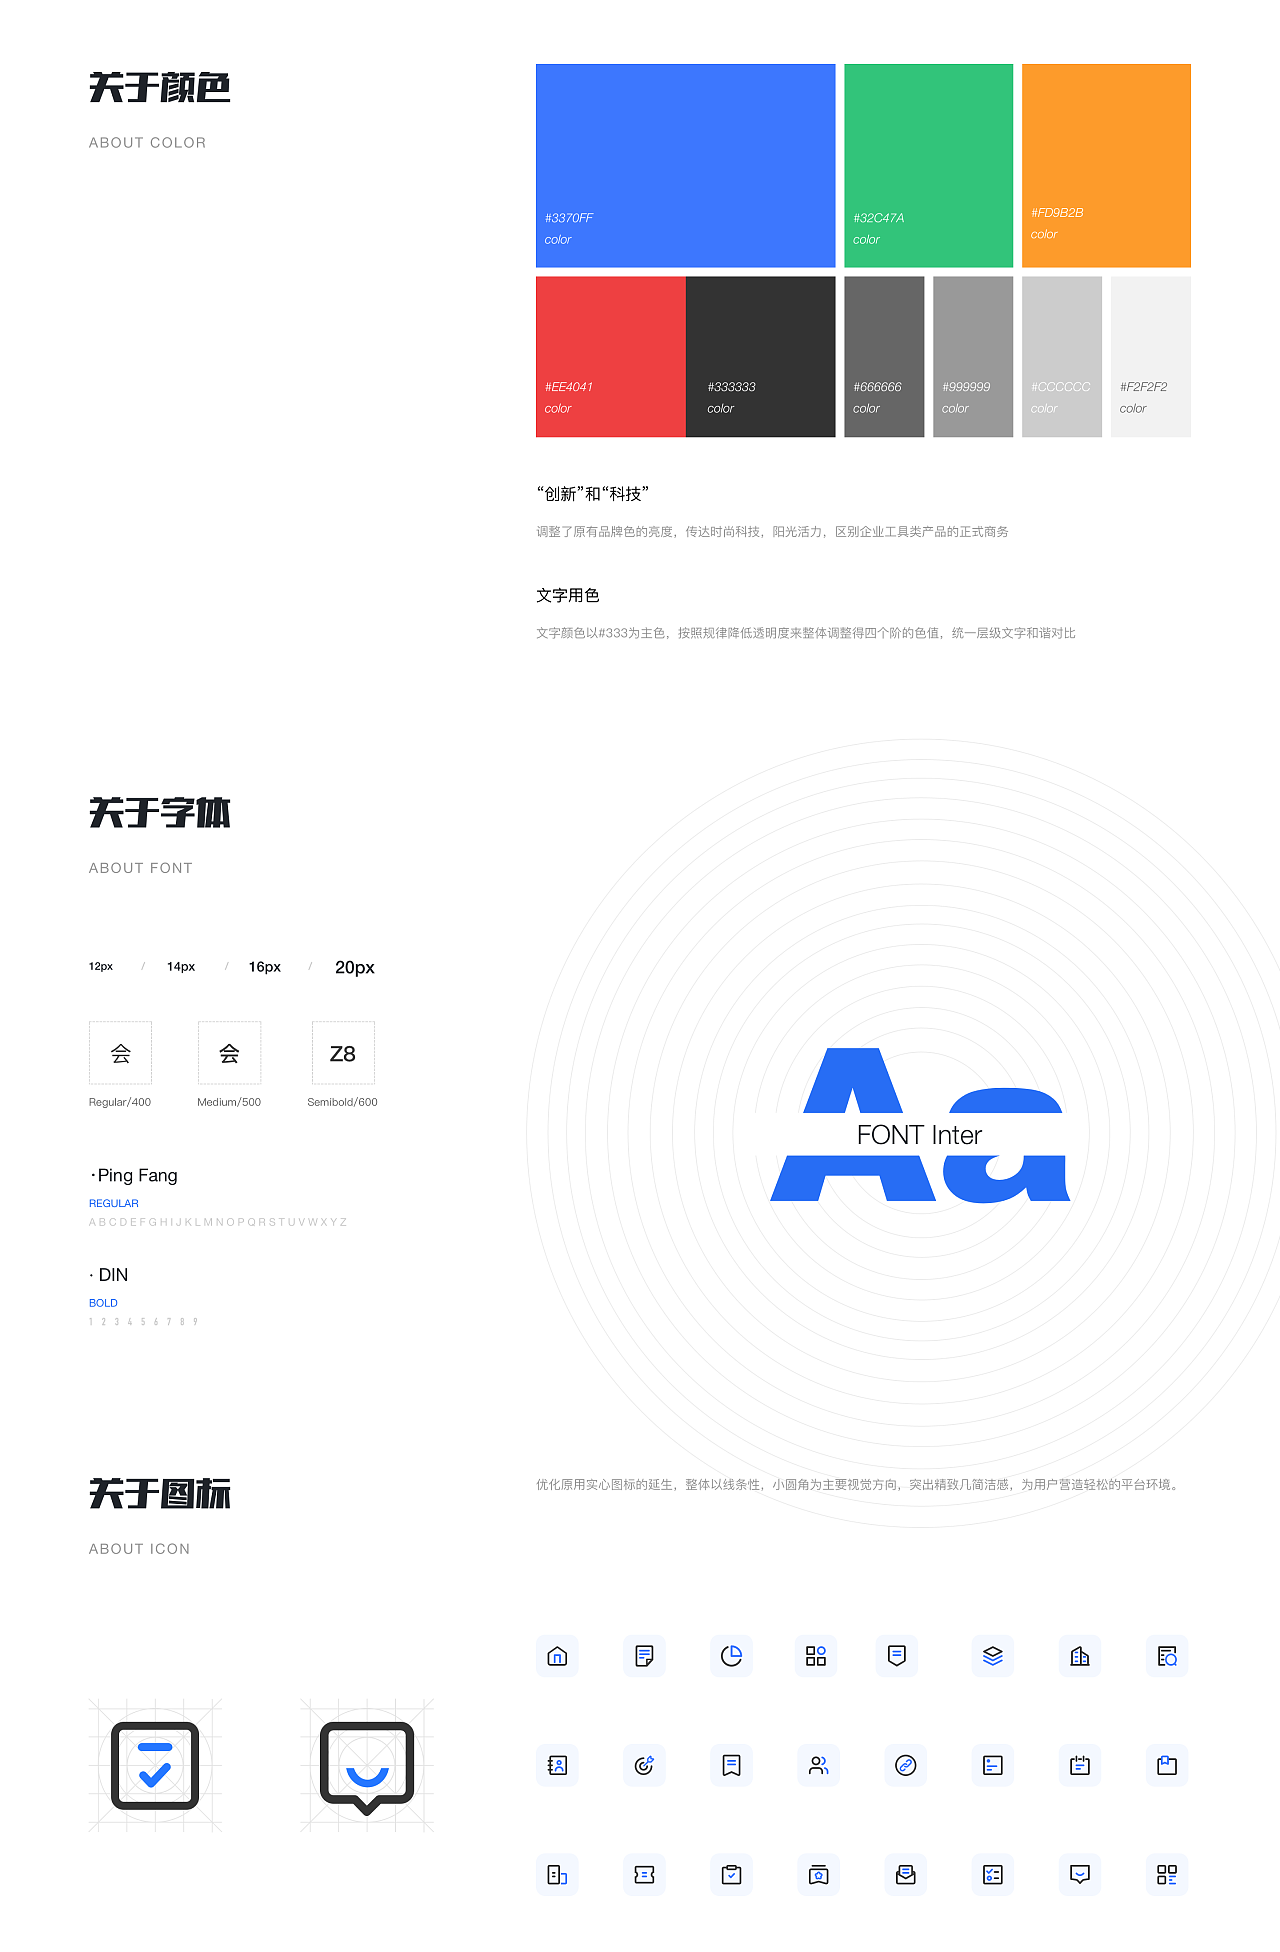 关于颜色
ABOUT COLOR
#3370FF
color
#32C47A
color
#FD9B2B
color
#EE4041
color
#333333
color
#666666
color
#999999
color
#CCCCCC
color
#F2F2F2
color
“创新”和“科技”
调整了原有品牌色的亮度，传达时尚科技，阳光活力，区别企业工具类产品的正式商务
文字用色
文字颜色以#333为主色，按照规律降低透明度来整体调整得四个阶的色值，统一层级文字和谐对比
关于字体
ABOUT FONT
12px / 14px / 16px / 20px
会 会 Z8
Regular/400 Medium/500 Semibold/600
·Ping Fang
REGULAR
ABCDEFGHIJKLMNOPQRSTUVWXYZ
· DIN
BOLD
1 2 3 4 5 6 7 8 9
Aa
FONT Inter
关于图标
ABOUT ICON
优化原用实心图标的延生，整体以线条性，小圆角为主要视觉方向，突出精致几简洁感，为用户营造轻松的平台环境。